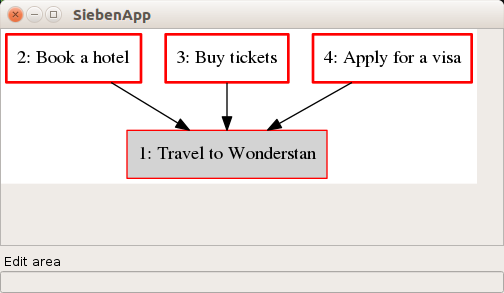 SiebenApp
2: Book a hotel
3: Buy tickets
4: Apply for a visa
1: Travel to Wonderstan
Edit area